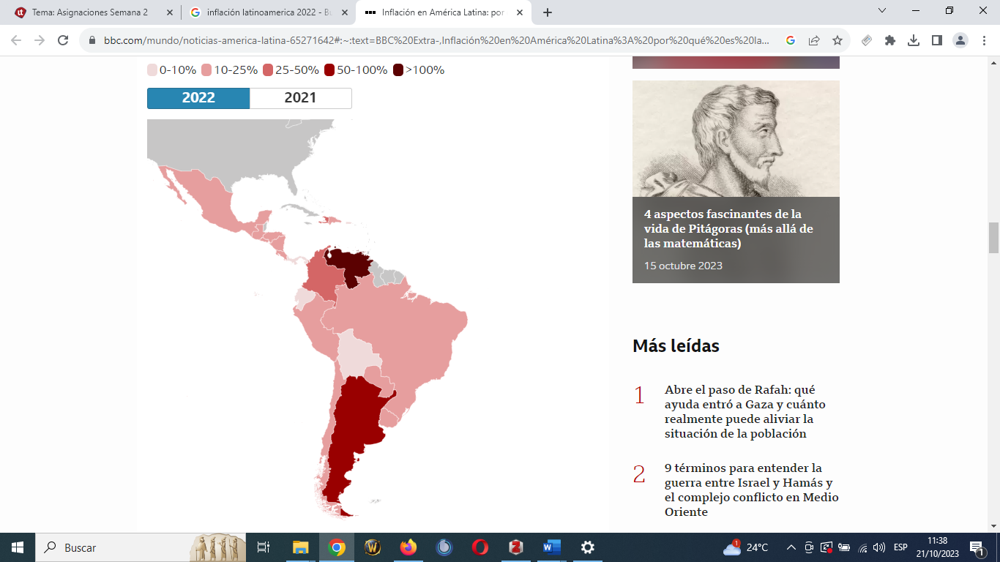 Tema: Asignaciones Semana 2
inflación latinoamerica 2022 - Bu
Inflación en América Latina: por
bbc.com/mundo/noticias-america-latina-65271642#:~:text=BBC%20Extra-,Inflación%20en%20América%20Latina%3A%20por%20qué%20es%20la...
0-10% 10-25% 25-50% 50-100% >100%
2022 2021
4 aspectos fascinantes de la
vida de Pitágoras (más allá de
las matemáticas)
15 octubre 2023
Más leídas
1 Abre el paso de Rafah: qué
ayuda entró a Gaza y cuánto
realmente puede aliviar la
situación de la población
2 9 términos para entender la
guerra entre Israel y Hamás y
el complejo conflicto en Medio
Oriente
Buscar
1
24°C
ESP
11:38
21/10/2023
1